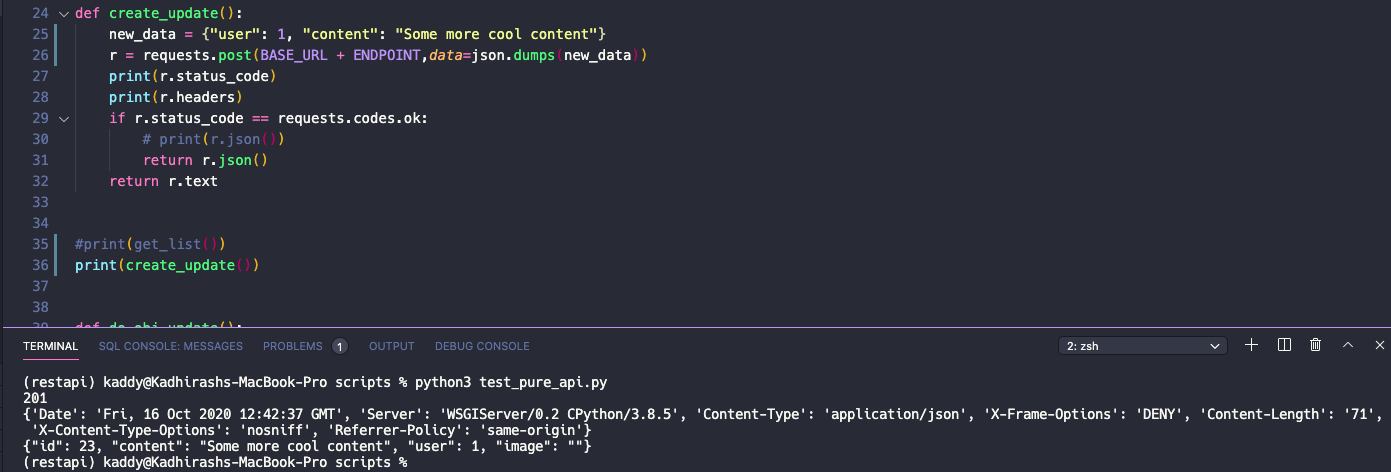 24 def create_update():
25 new_data = {"user": 1, "content": "Some more cool content"}
26 r = requests.post(BASE_URL + ENDPOINT,data=json.dumps(new_data))
27 print(r.status_code)
28 print(r.headers)
29 if r.status_code == requests.codes.ok:
30 # print(r.json())
31 return r.json()
32 return r.text
33
34
35 #print(get_list())
36 print(create_update())
37
38
39 def do_obj_update():
TERMINAL SQL CONSOLE: MESSAGES PROBLEMS 1 OUTPUT DEBUG CONSOLE 2: zsh
(restapi) kaddy@Kadhirashs-MacBook-Pro scripts % python3 test_pure_api.py
201
{'Date': 'Fri, 16 Oct 2020 12:42:37 GMT', 'Server': 'WSGIServer/0.2 CPython/3.8.5', 'Content-Type': 'application/json', 'X-Frame-Options': 'DENY', 'Content-Length': '71',
'X-Content-Type-Options': 'nosniff', 'Referrer-Policy': 'same-origin'}
{"id": 23, "content": "Some more cool content", "user": 1, "image": ""}
(restapi) kaddy@Kadhirashs-MacBook-Pro scripts %